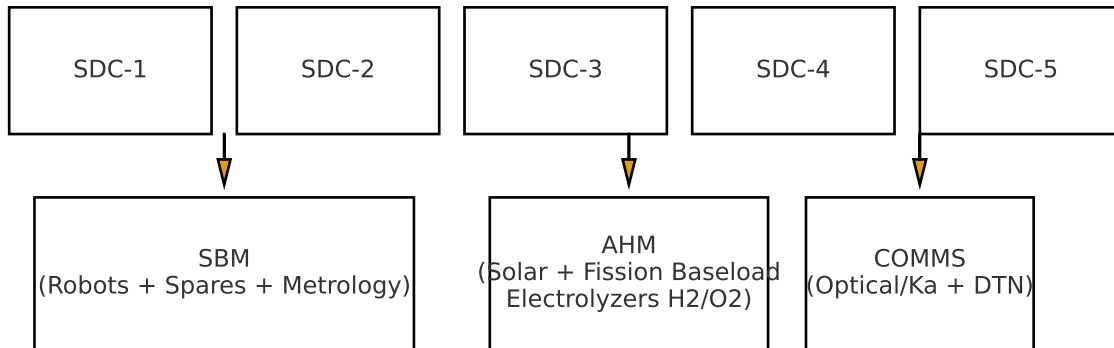 SDC-1
SDC-2
SDC-3
SDC-4
SDC-5
SBM
(Robots + Spares + Metrology)
AHM
(Solar + Fission Baseload
Electrolyzers H2/O2)
COMMS
(Optical/Ka + DTN)